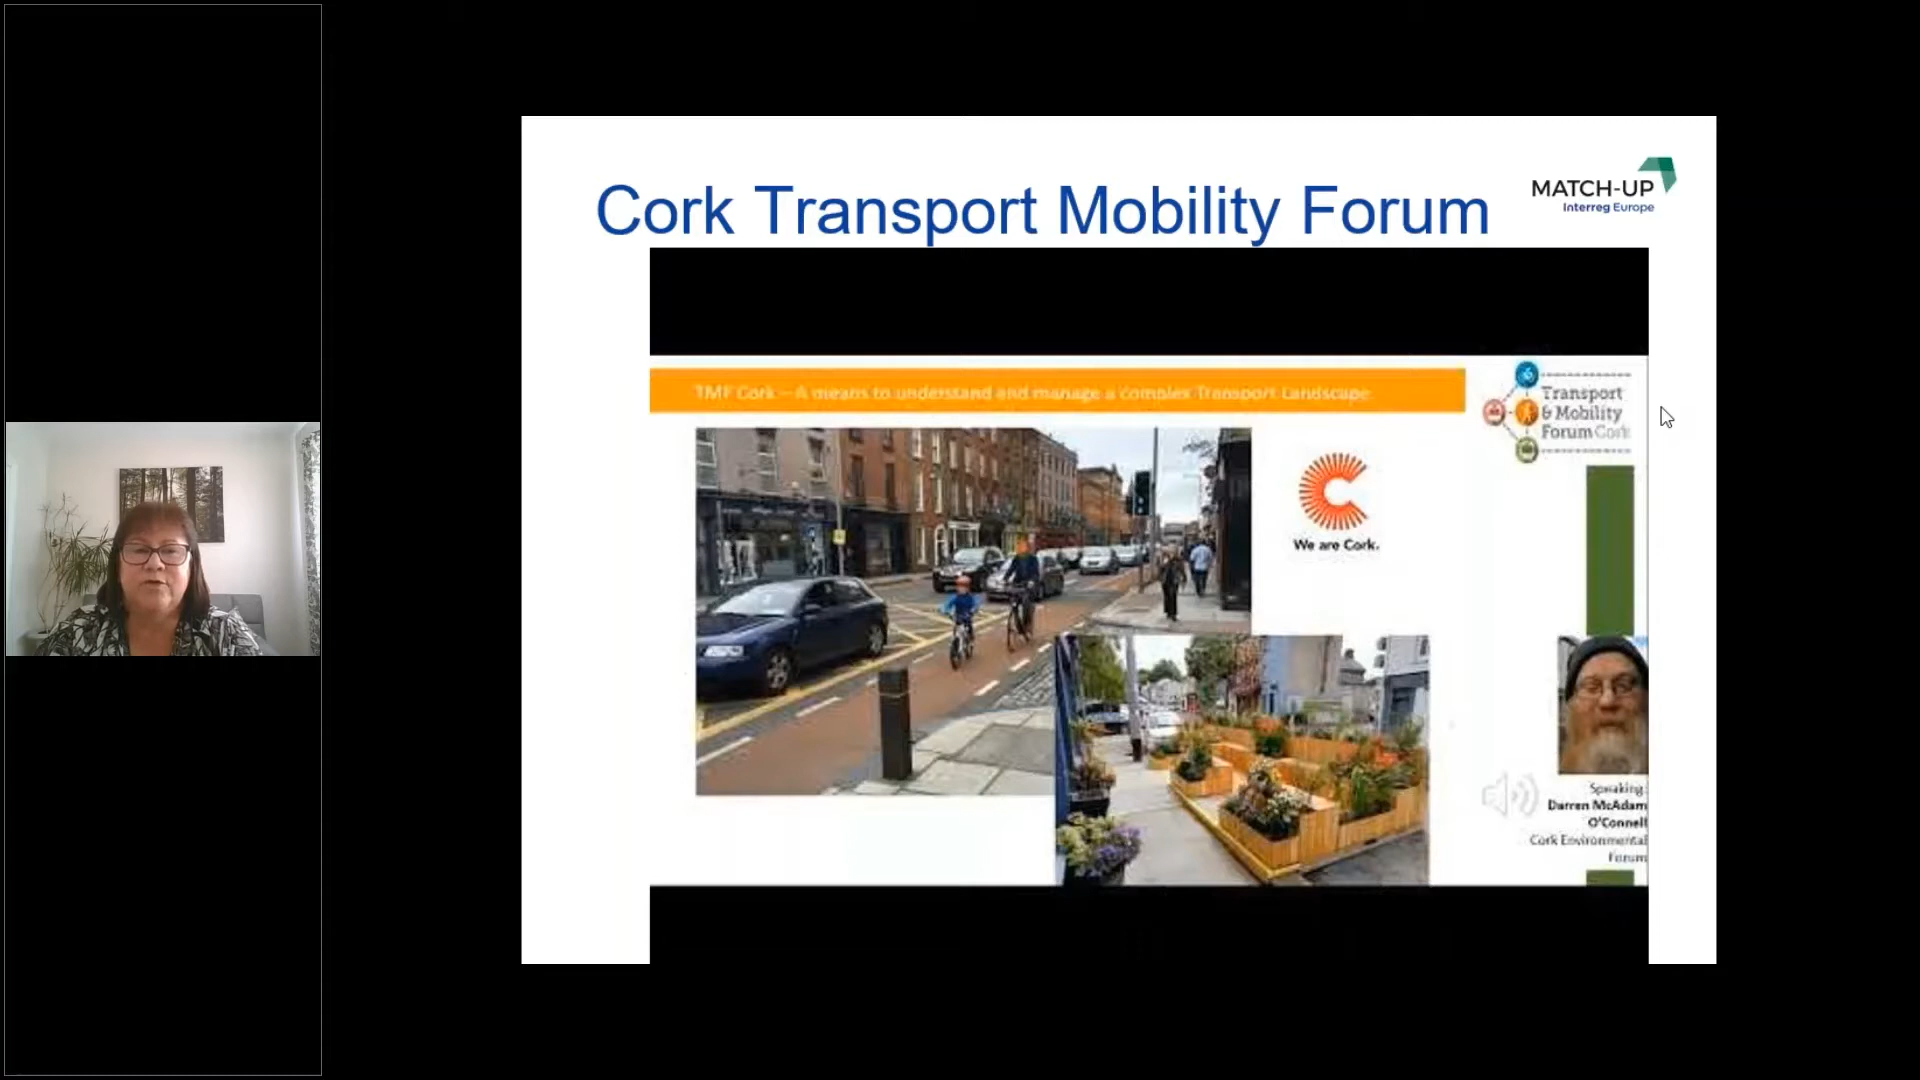 Cork Transport Mobility Forum
MATCH-UP
Interreg Europe
TMF Cork – A means to understand and manage a complex Transport Landscape
Transport
& Mobility
Forum Cork
We are Cork.
Speaking:
Darren McAdam
O'Connell
Cork Environmental
Forum